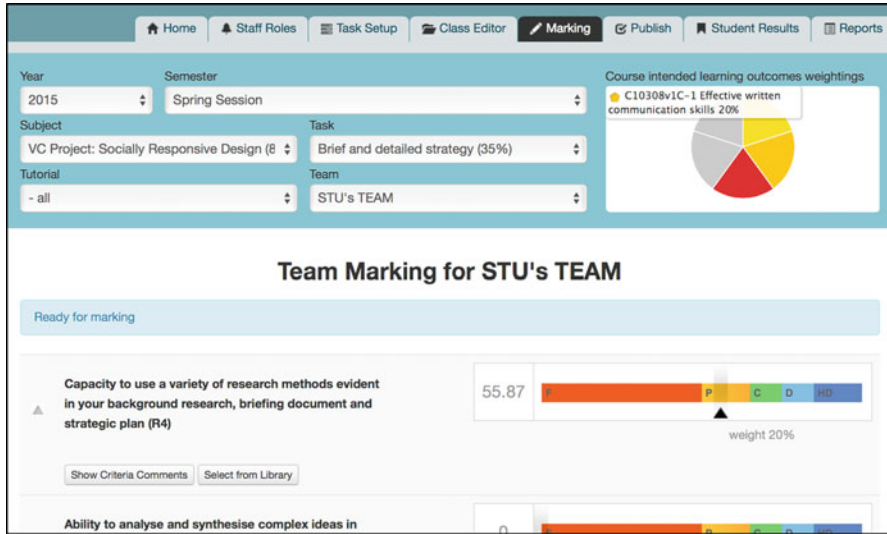 Home Staff Roles Task Setup Class Editor Marking Publish Student Results Reports
Year Semester Course intended learning outcomes weightings
2015 Spring Session
C10308v1C-1 Effective written
communication skills 20%
Subject Task
VC Project: Socially Responsive Design (8 Brief and detailed strategy (35%)
Tutorial Team
- all STU's TEAM
Team Marking for STU's TEAM
Ready for marking
Capacity to use a variety of research methods evident
in your background research, briefing document and
strategic plan (R4)
55.87 F P C D HD
weight 20%
Show Criteria Comments Select from Library
Ability to analyse and synthesise complex ideas in
0 F P C D HD